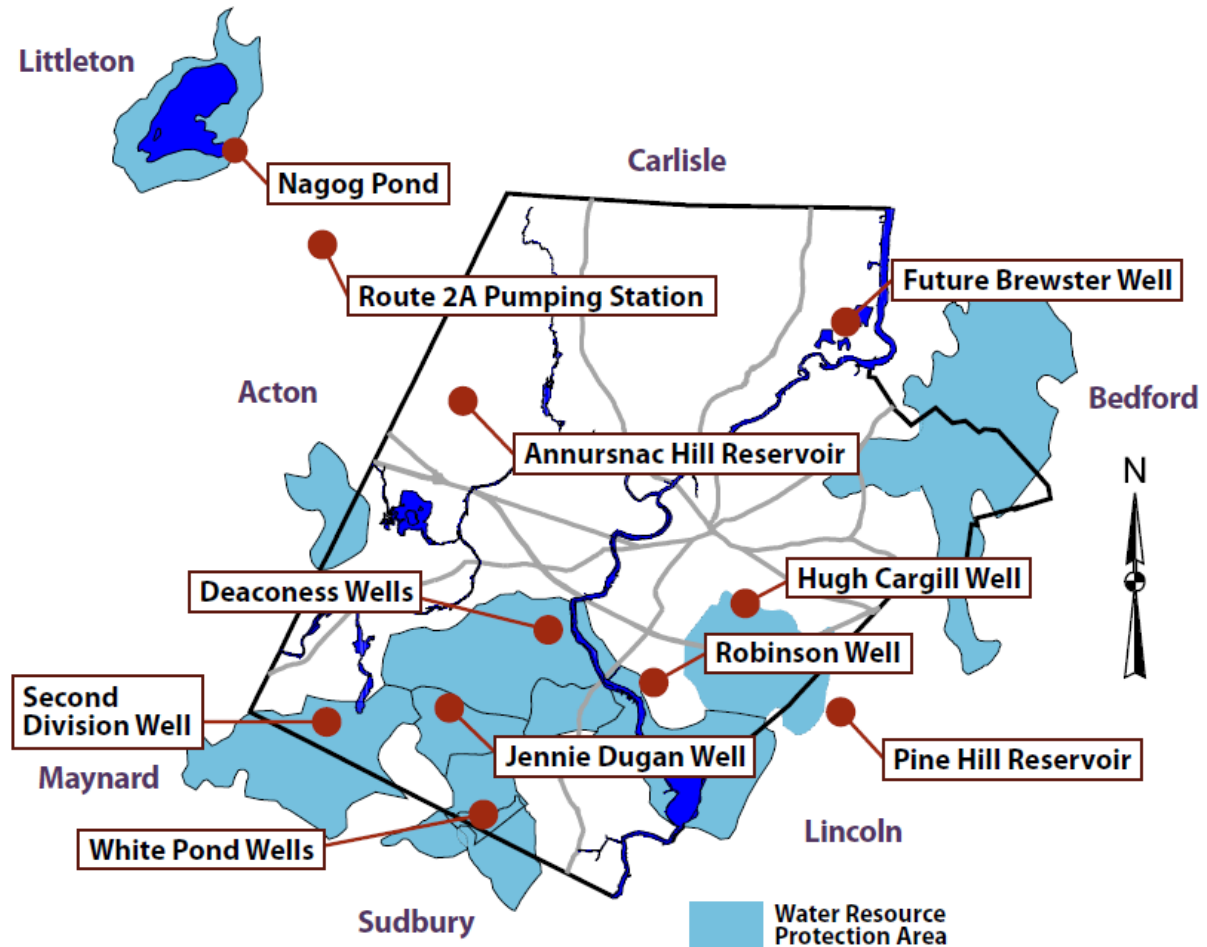 Littleton
Carlisle
Nagog Pond
Future Brewster Well
Route 2A Pumping Station
Acton
Bedford
Annursnac Hill Reservoir
N
Hugh Cargill Well
Deaconess Wells
Robinson Well
Second
Division Well
Jennie Dugan Well
Pine Hill Reservoir
Maynard
Lincoln
White Pond Wells
Sudbury
Water Resource
Protection Area